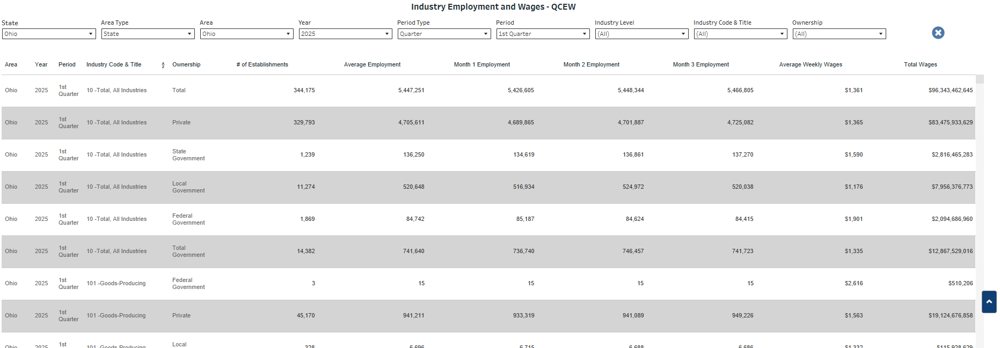 Industry Employment and Wages - QCEW
State Area Type Area Year Period Type Period Industry Level Industry Code & Title Ownership
Ohio State Ohio 2025 Quarter 1st Quarter (All) (All) (All)
Area Year Period Industry Code & Title A Z Ownership # of Establishments Average Employment Month 1 Employment Month 2 Employment Month 3 Employment Average Weekly Wages Total Wages
Ohio 2025 1st Quarter 10 -Total, All Industries Total 344,175 5,447,251 5,426,605 5,448,344 5,466,805 $1,361 $96,343,462,645
Ohio 2025 1st Quarter 10 -Total, All Industries Private 329,793 4,705,611 4,689,865 4,701,887 4,725,082 $1,365 $83,475,933,629
Ohio 2025 1st Quarter 10 -Total, All Industries State Government 1,239 136,250 134,619 136,861 137,270 $1,590 $2,816,465,283
Ohio 2025 1st Quarter 10 -Total, All Industries Local Government 11,274 520,648 516,934 524,972 520,038 $1,176 $7,956,376,773
Ohio 2025 1st Quarter 10 -Total, All Industries Federal Government 1,869 84,742 85,187 84,624 84,415 $1,901 $2,094,686,960
Ohio 2025 1st Quarter 10 -Total, All Industries Total Government 14,382 741,640 736,740 746,457 741,723 $1,335 $12,867,529,016
Ohio 2025 1st Quarter 101 -Goods-Producing Federal Government 3 15 15 15 15 $2,616 $510,206
Ohio 2025 1st Quarter 101 -Goods-Producing Private 45,170 941,211 933,319 941,089 949,226 $1,563 $19,124,676,858
Ohio 2025 1st 101 -Goods-Producing Local 328 6,696 6,715 6,688 6,686 $1,332 $115,928,629